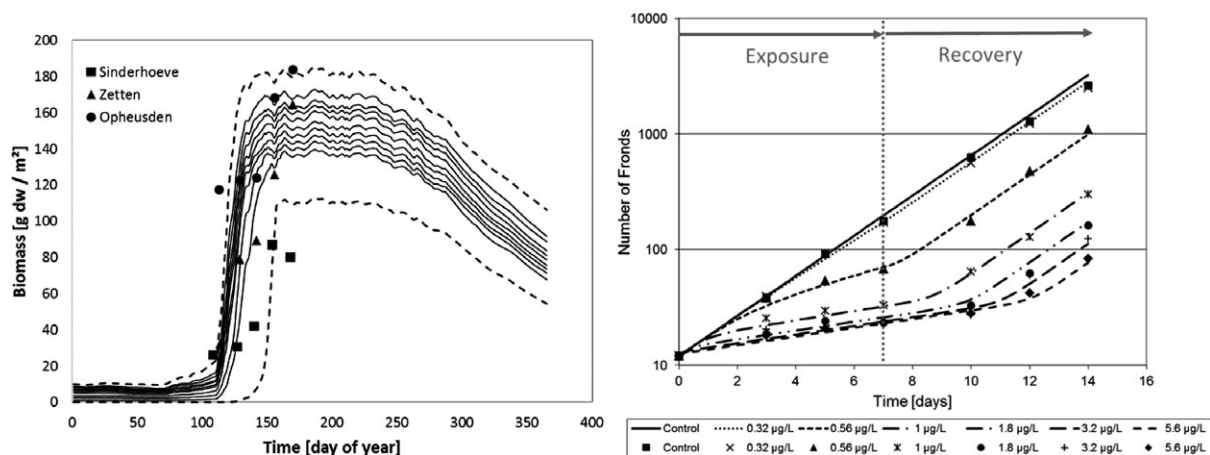 200
180
160
140
120
100
80
60
40
20
0
Biomass [g dw / m²]
Sinderhoeve
Zetten
Opheusden
0 50 100 150 200 250 300 350 400
Time [day of year]
10000
1000
100
10
Number of Fronds
Exposure Recovery
0 2 4 6 8 10 12 14 16
Time [days]
Control 0.32 µg/L 0.56 µg/L 1 µg/L 1.8 µg/L 3.2 µg/L 5.6 µg/L
Control 0.32 µg/L 0.56 µg/L 1 µg/L 1.8 µg/L 3.2 µg/L 5.6 µg/L